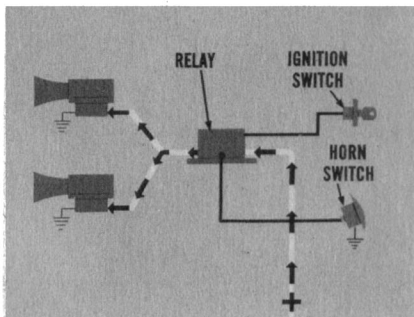 RELAY
IGNITION
SWITCH
HORN
SWITCH
+